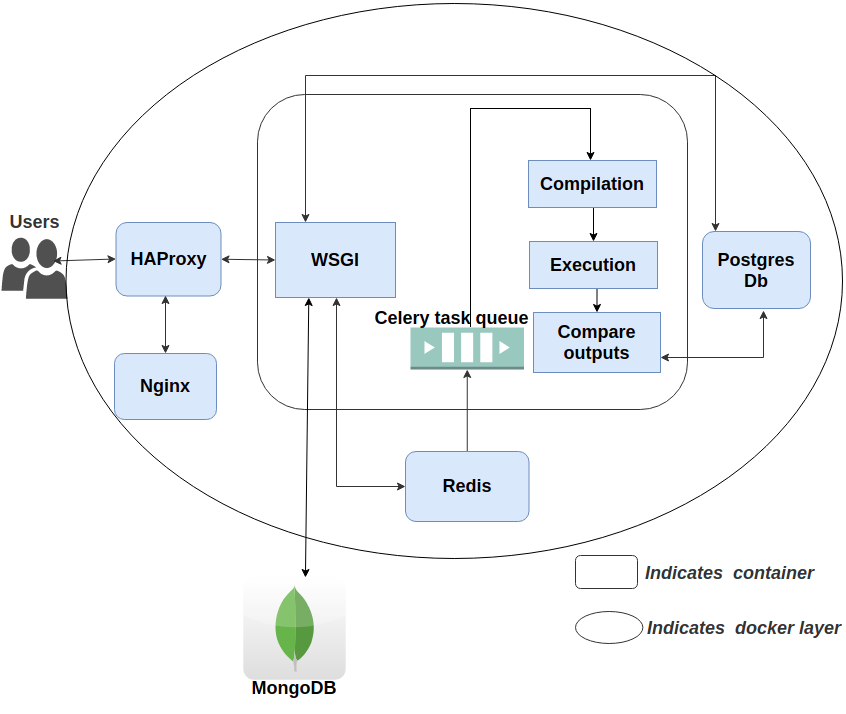 Users
HAProxy
Nginx
WSGI
Celery task queue
Compilation
Execution
Compare
outputs
Postgres
Db
Redis
MongoDB
Indicates  container
Indicates  docker layer